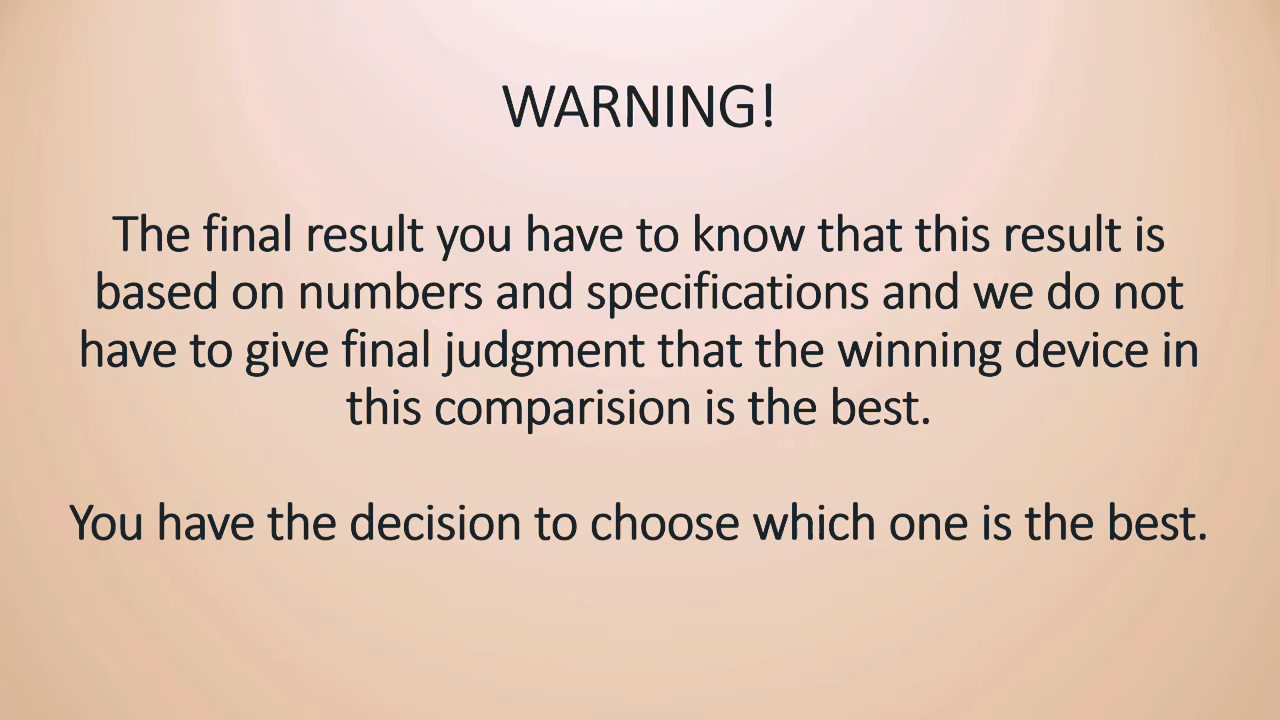 WARNING!
The final result you have to know that this result is
based on numbers and specifications and we do not
have to give final judgment that the winning device in
this comparision is the best.
You have the decision to choose which one is the best.